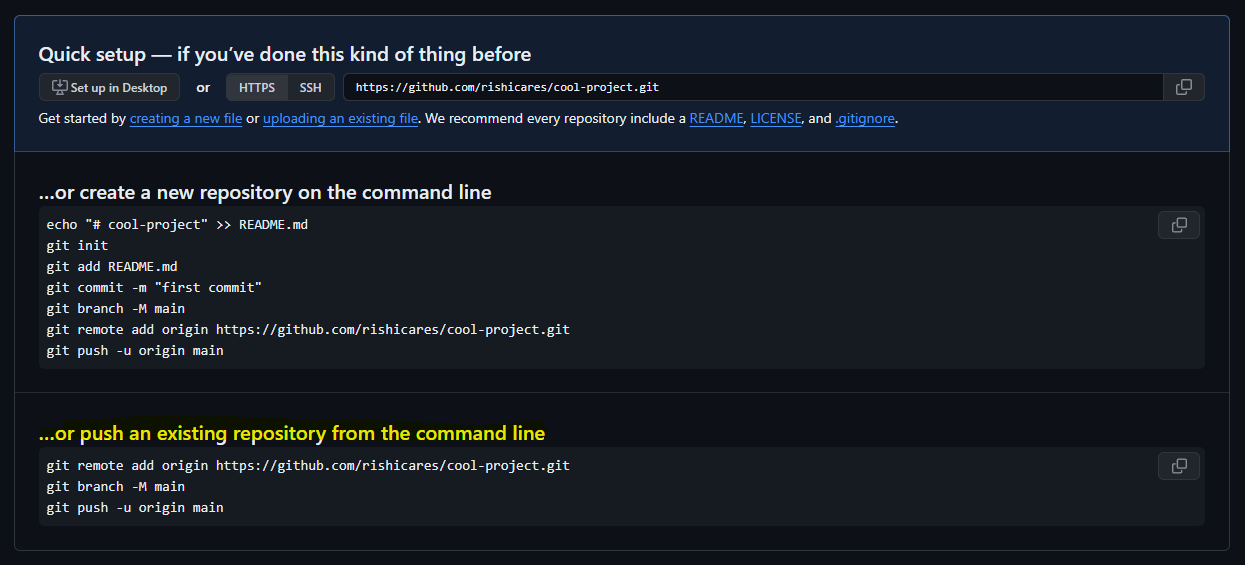 Quick setup — if you’ve done this kind of thing before
Set up in Desktop or HTTPS SSH https://github.com/rishicares/cool-project.git
Get started by creating a new file or uploading an existing file. We recommend every repository include a README, LICENSE, and .gitignore.
…or create a new repository on the command line
echo "# cool-project" >> README.md
git init
git add README.md
git commit -m "first commit"
git branch -M main
git remote add origin https://github.com/rishicares/cool-project.git
git push -u origin main
…or push an existing repository from the command line
git remote add origin https://github.com/rishicares/cool-project.git
git branch -M main
git push -u origin main